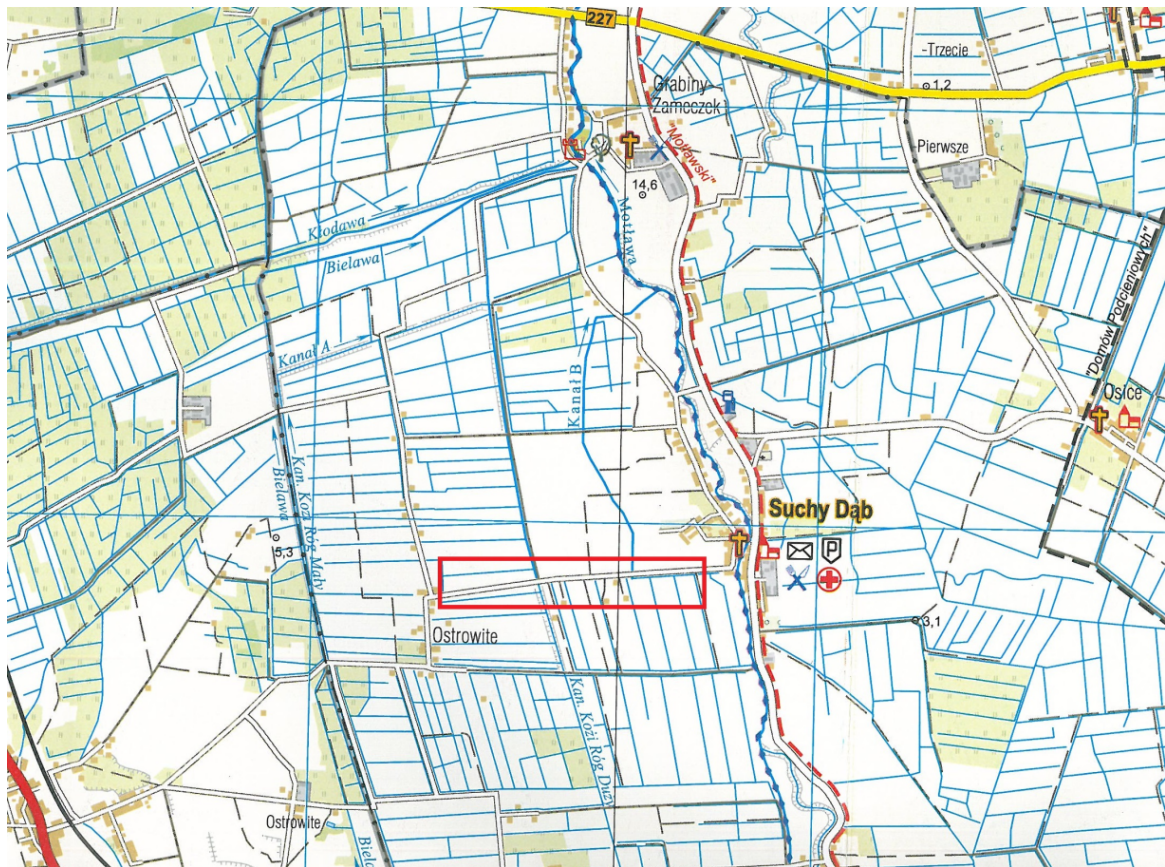 227
-Trzecie
1,2
Grabiny-
Zameczek
"Motławski"
Pierwsze
14,6
Motława
Kłodawa
Bielawa
"Domów Podcieniowych"
Kanał A
Kanał B
Osice
Bielawa
Kan. Kozi Róg Mały
Suchy Dąb
5,3
P
3,1
Ostrowite
Kan. Kozi Róg Duży
Ostrowite
Bielawa